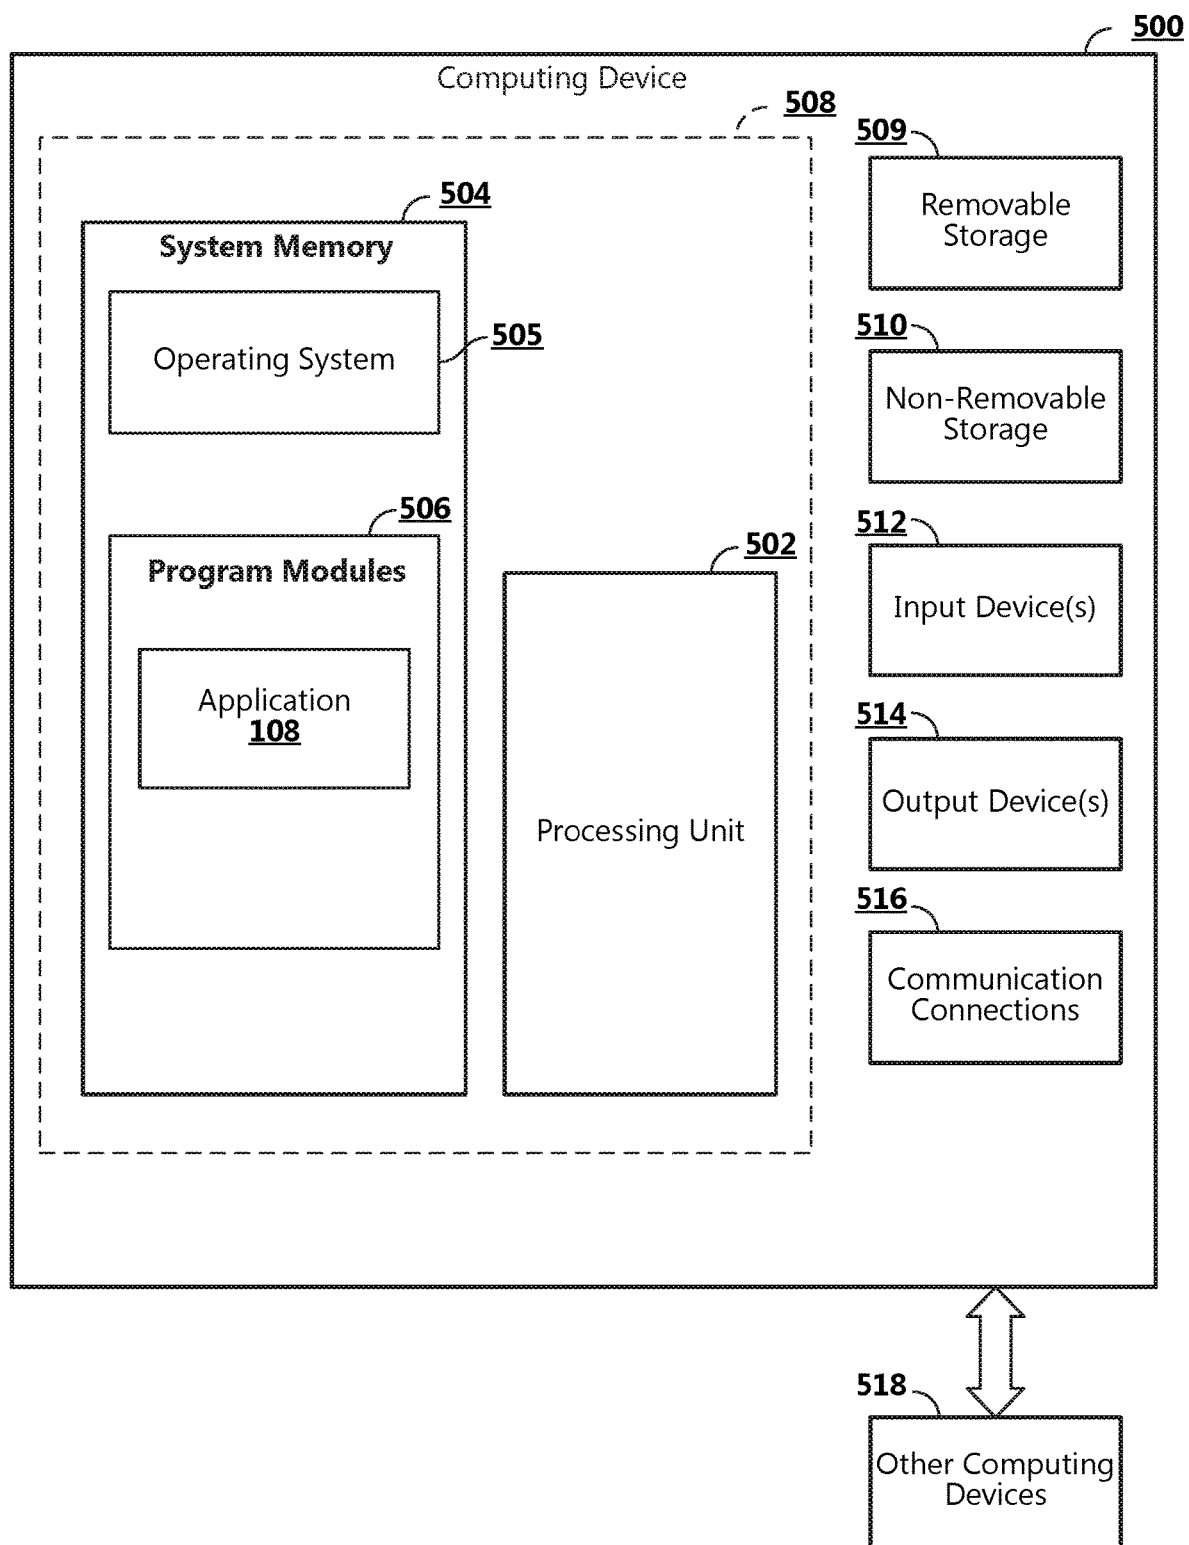 500
Computing Device
508
509
Removable
Storage
504
System Memory
Operating System
505
510
Non-Removable
Storage
506
Program Modules
Application
108
502
Processing Unit
512
Input Device(s)
514
Output Device(s)
516
Communication
Connections
518
Other Computing
Devices